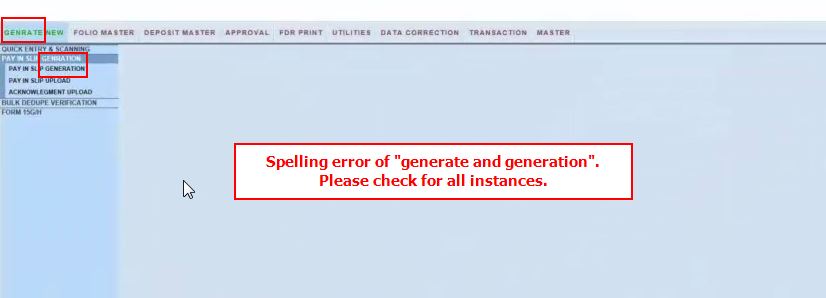 GENRATE NEW FOLIO MASTER DEPOSIT MASTER APPROVAL FDR PRINT UTILITIES DATA CORRECTION TRANSACTION MASTER
QUICK ENTRY & SCANNING
PAY IN SLIP GENRATION
PAY IN SLIP GENERATION
PAY IN SLIP UPLOAD
ACKNOWLEGMENT UPLOAD
BULK DEDUPE VERIFICATION
FORM 15G/H
Spelling error of "generate and generation".
Please check for all instances.